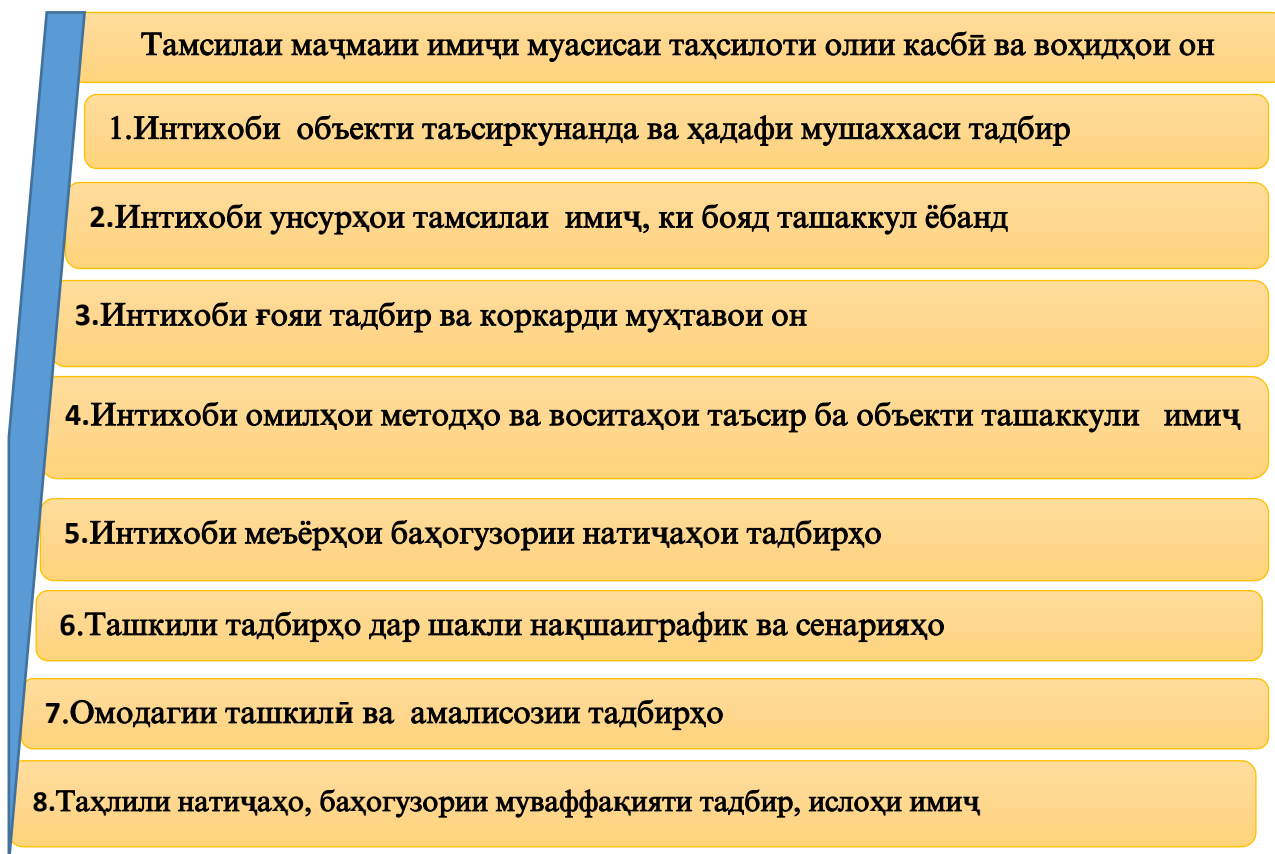 Тамсилаи маҷмаии имиҷи муасисаи таҳсилоти олии касбӣ ва воҳидҳои он
1.Интихоби объекти таъсиркунанда ва ҳадафи мушаххаси тадбир
2.Интихоби унсурҳои тамсилаи имиҷ, ки бояд ташаккул ёбанд
3.Интихоби ғояи тадбир ва коркарди муҳтавои он
4.Интихоби омилҳои методҳо ва воситаҳои таъсир ба объекти ташаккули имиҷ
5.Интихоби меъёрҳои баҳогузории натиҷаҳои тадбирҳо
6.Ташкили тадбирҳо дар шакли нақшаиграфик ва сенарияҳо
7.Омодагии ташкилӣ ва амалисозии тадбирҳо
8.Таҳлили натиҷаҳо, баҳогузории муваффақияти тадбир, ислоҳи имиҷ